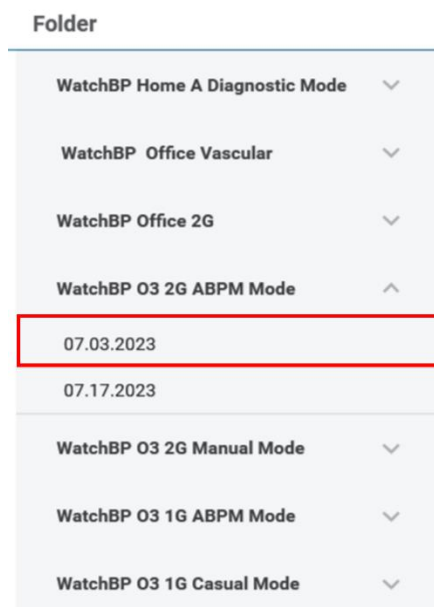 Folder
WatchBP Home A Diagnostic Mode
WatchBP Office Vascular
WatchBP Office 2G
WatchBP O3 2G ABPM Mode
07.03.2023
07.17.2023
WatchBP O3 2G Manual Mode
WatchBP O3 1G ABPM Mode
WatchBP O3 1G Casual Mode